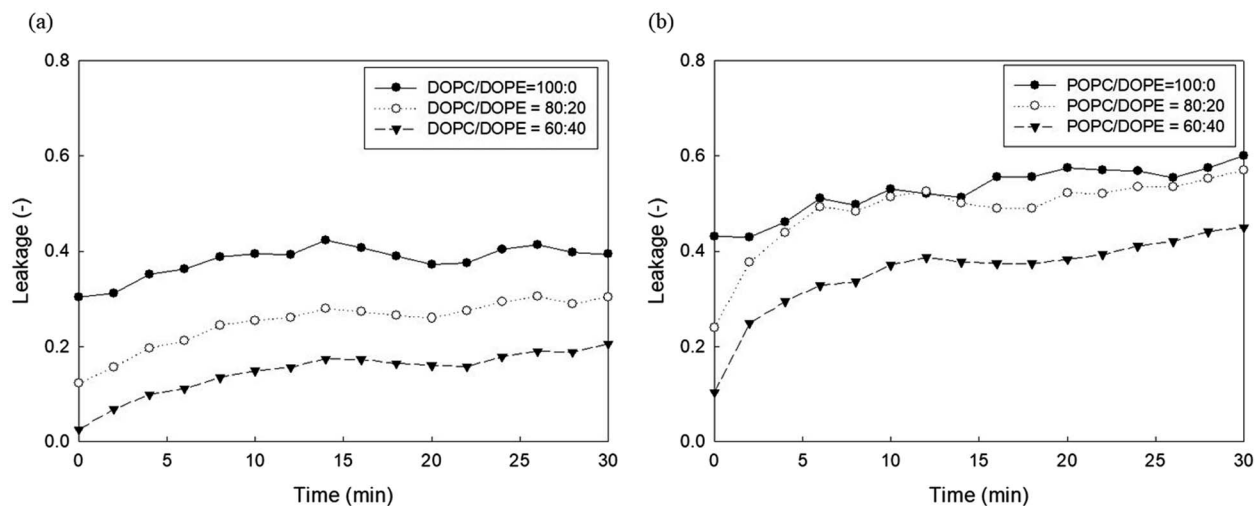 (a)
(b)
0.8
0.6
0.4
0.2
0.0
Leakage (-)
DOPC/DOPE=100:0
DOPC/DOPE = 80:20
DOPC/DOPE = 60:40
0 5 10 15 20 25 30
Time (min)
0.8
0.6
0.4
0.2
0.0
Leakage (-)
POPC/DOPE=100:0
POPC/DOPE = 80:20
POPC/DOPE = 60:40
0 5 10 15 20 25 30
Time (min)